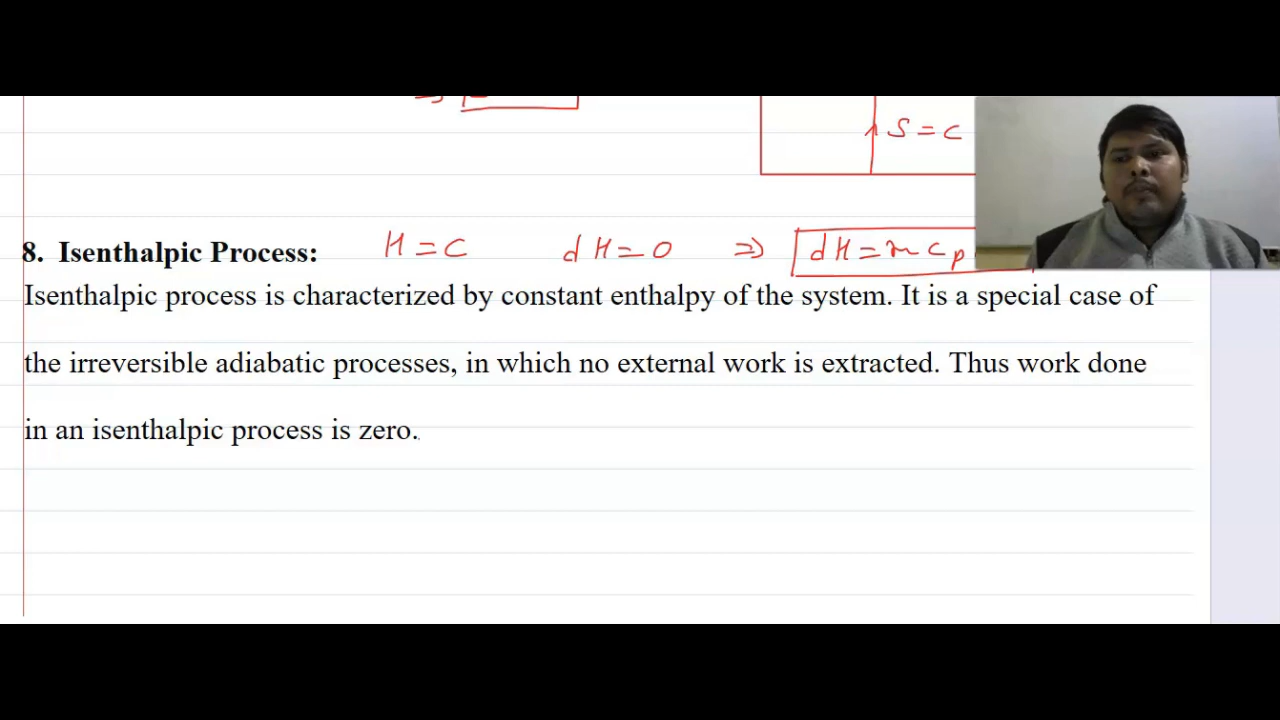 S = C
8. Isenthalpic Process: H = C dH = 0 ⇒ dH = m Cp
Isenthalpic process is characterized by constant enthalpy of the system. It is a special case of
the irreversible adiabatic processes, in which no external work is extracted. Thus work done
in an isenthalpic process is zero.